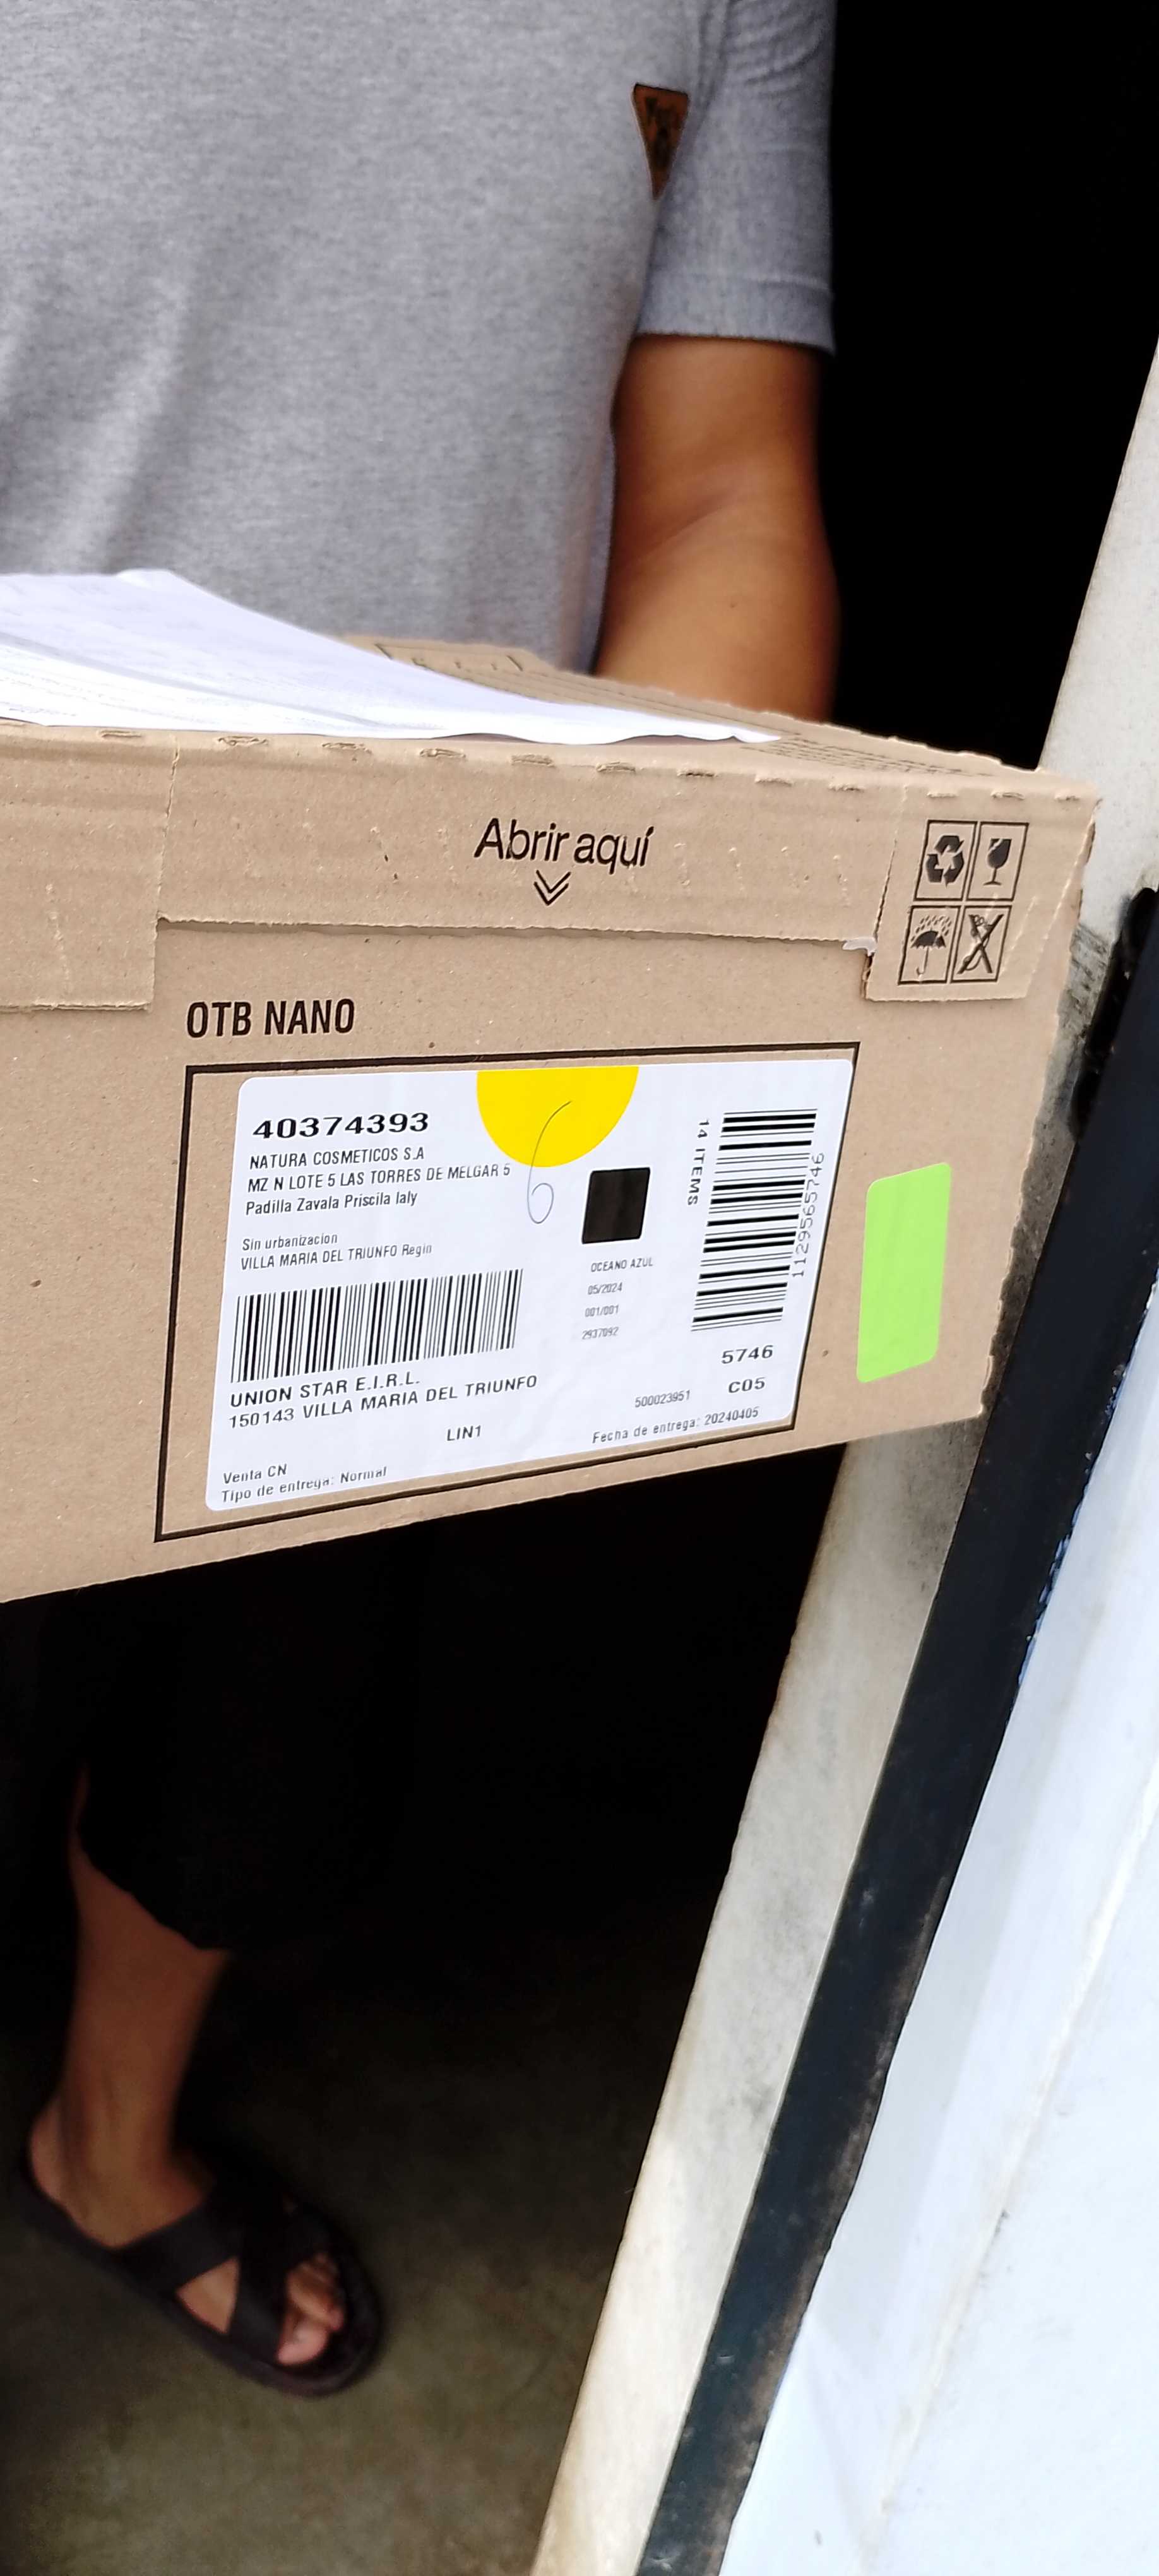 Abrir aquí
OTB NANO
40374393
NATURA COSMETICOS S.A
MZ N LOTE 5 LAS TORRES DE MELGAR 5
Padilla Zavala Priscila Ialy
Sin urbanizacion
VILLA MARIA DEL TRIUNFO Regin
UNION STAR E.I.R.L.
150143 VILLA MARIA DEL TRIUNFO
LIN1
Venta CN
Tipo de entrega: Normal
6
OCEANO AZUL
05/2024
001/001
2937092
14 ITEMS
1129565746
5746
C05
500023951
Fecha de entrega: 20240405